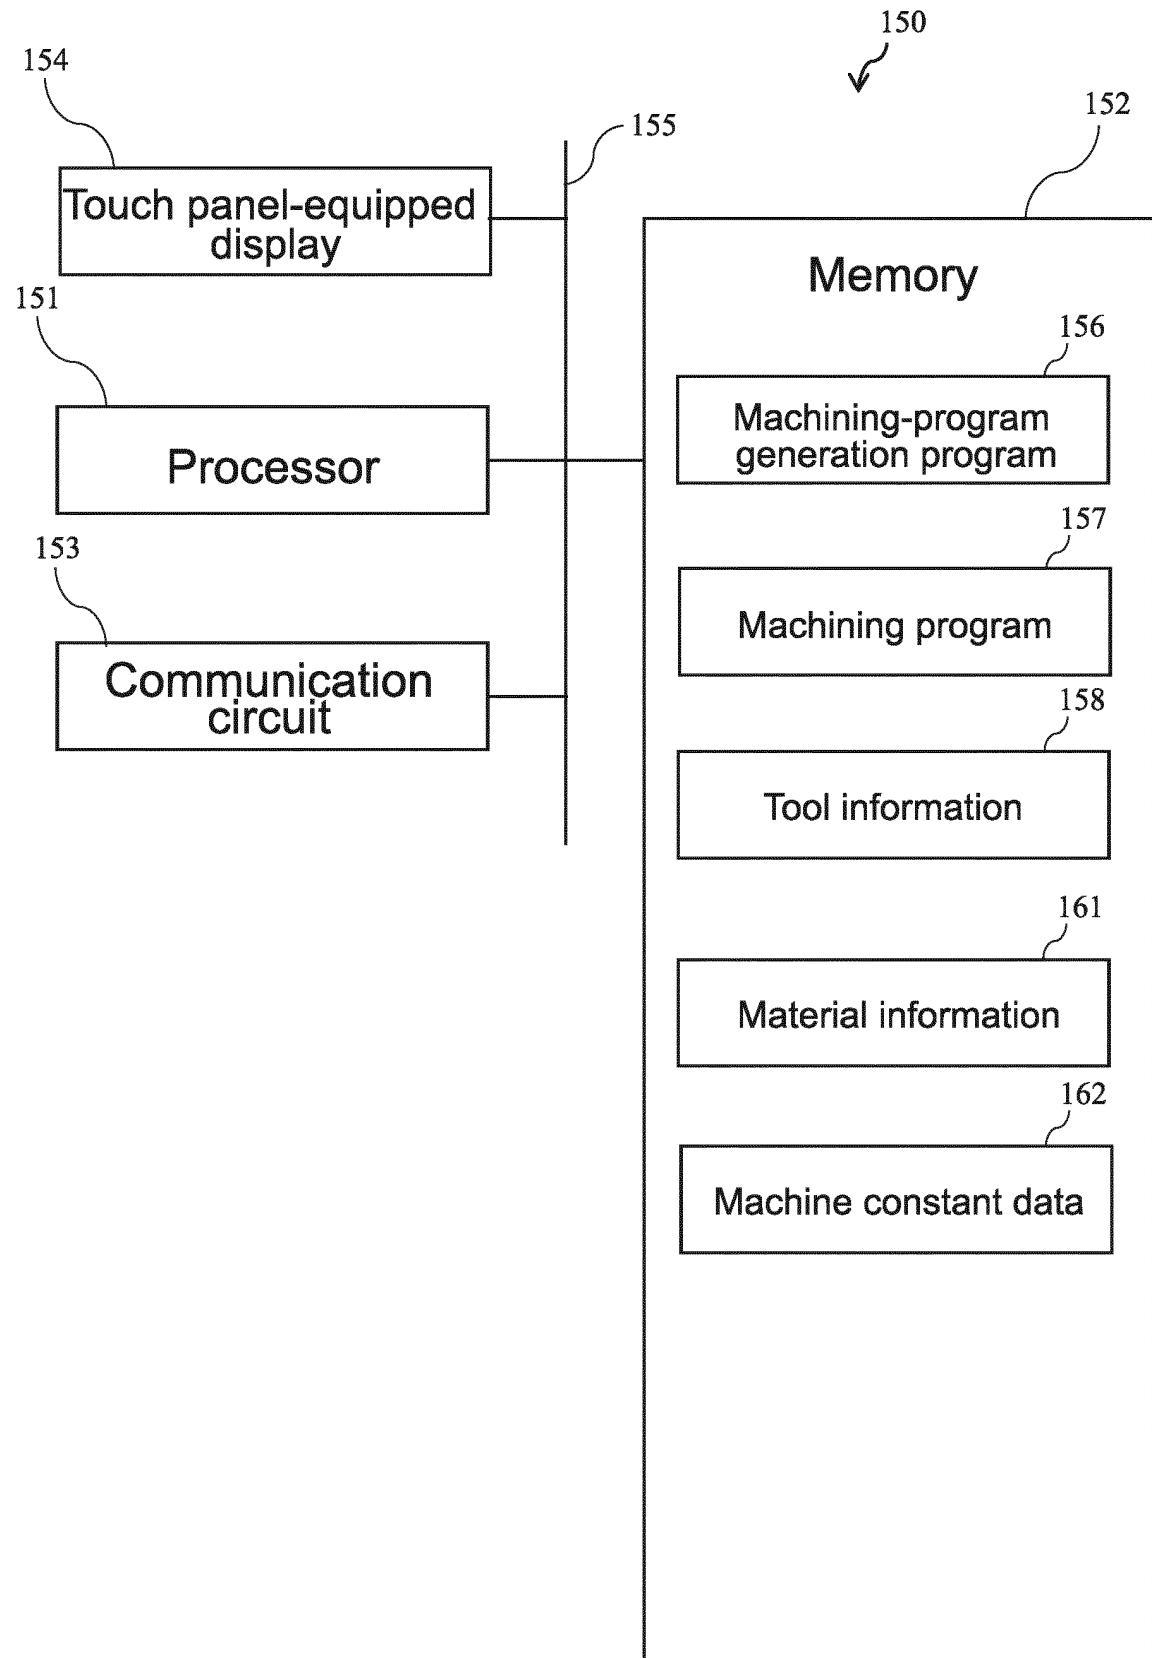 150
154
152
155
Touch panel-equipped
display
Memory
151
156
Machining-program
generation program
Processor
157
153
Machining program
Communication
circuit
158
Tool information
161
Material information
162
Machine constant data